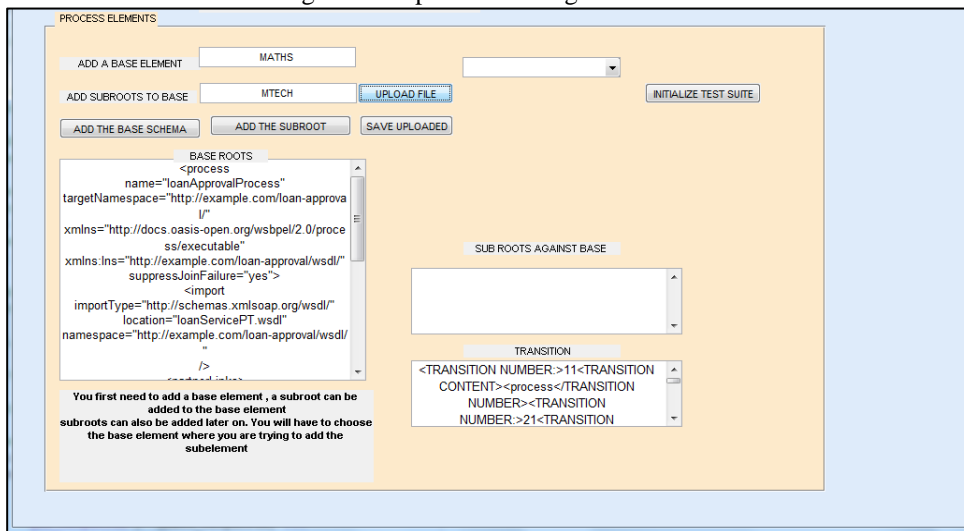 PROCESS ELEMENTS
ADD A BASE ELEMENT
MATHS
ADD SUBROOTS TO BASE
MTECH
UPLOAD FILE
INITIALIZE TEST SUITE
ADD THE BASE SCHEMA
ADD THE SUBROOT
SAVE UPLOADED
BASE ROOTS
<process
name="loanApprovalProcess"
targetNamespace="http://example.com/loan-approva
l/"
xmlns="http://docs.oasis-open.org/wsbpel/2.0/proce
ss/executable"
xmlns:lns="http://example.com/loan-approval/wsdl/"
suppressJoinFailure="yes">
<import
importType="http://schemas.xmlsoap.org/wsdl/"
location="loanServicePT.wsdl"
namespace="http://example.com/loan-approval/wsdl/
"
/>
SUB ROOTS AGAINST BASE
TRANSITION
<TRANSITION NUMBER:>11<TRANSITION
CONTENT><process</TRANSITION
NUMBER><TRANSITION
NUMBER:>21<TRANSITION
You first need to add a base element , a subroot can be
added to the base element
subroots can also be added later on. You will have to choose
the base element where you are trying to add the
subelement